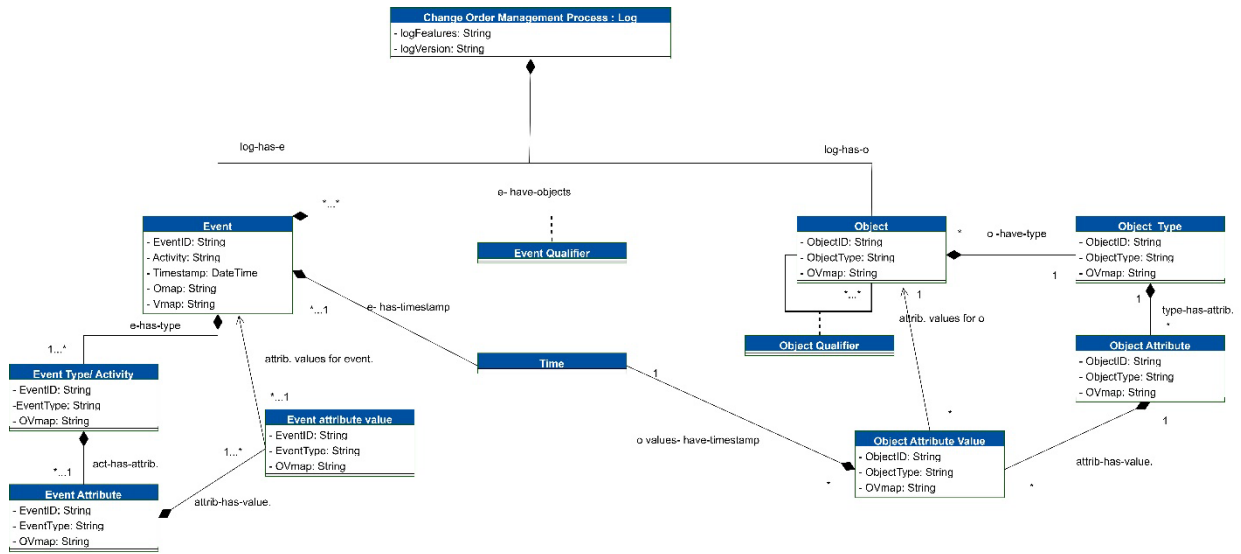 Change Order Management Process : Log
- logFeatures: String
- logVersion: String
log-has-e
log-has-o
e- have-objects
*...*
Event
- EventID: String
- Activity: String
- Timestamp: DateTime
- Omap: String
- Vmap: String
Event Qualifier
Object
- ObjectID: String
- ObjectType: String
- OVmap: String
*...*
*
o -have-type
1
Object Type
- ObjectID: String
- ObjectType: String
- OVmap: String
*...1
e- has-timestamp
1
attrib. values for o
1
type-has-attrib.
*
e-has-type
1...*
attrib. values for event.
Object Qualifier
Object Attribute
- ObjectID: String
- ObjectType: String
- OVmap: String
Event Type/ Activity
- EventID: String
-EventType: String
- OVmap: String
Time
1
*...1
Event attribute value
- EventID: String
- EventType: String
- OVmap: String
*
1
o values- have-timestamp
Object Attribute Value
- ObjectID: String
- ObjectType: String
- OVmap: String
attrib-has-value.
*
*
act-has-attrib.
*...1
1...*
Event Attribute
- EventID: String
- EventType: String
- OVmap: String
attrib-has-value.